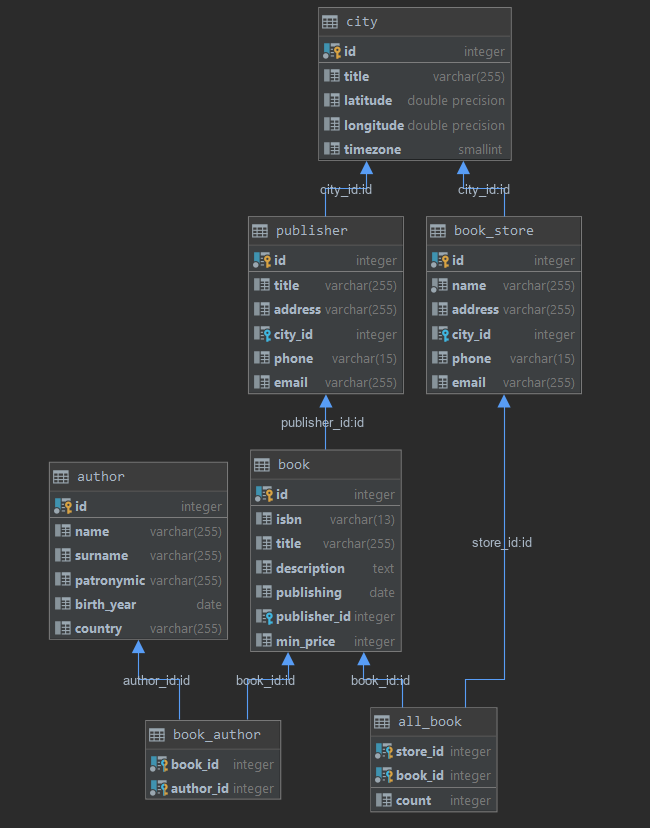 city
id integer
title varchar(255)
latitude double precision
longitude double precision
timezone smallint
city_id:id city_id:id
publisher
id integer
title varchar(255)
address varchar(255)
city_id integer
phone varchar(15)
email varchar(255)
book_store
id integer
name varchar(255)
address varchar(255)
city_id integer
phone varchar(15)
email varchar(255)
publisher_id:id
author
id integer
name varchar(255)
surname varchar(255)
patronymic varchar(255)
birth_year date
country varchar(255)
book
id integer
isbn varchar(13)
title varchar(255)
description text
publishing date
publisher_id integer
min_price integer
store_id:id
author_id:id book_id:id book_id:id
book_author
book_id integer
author_id integer
all_book
store_id integer
book_id integer
count integer